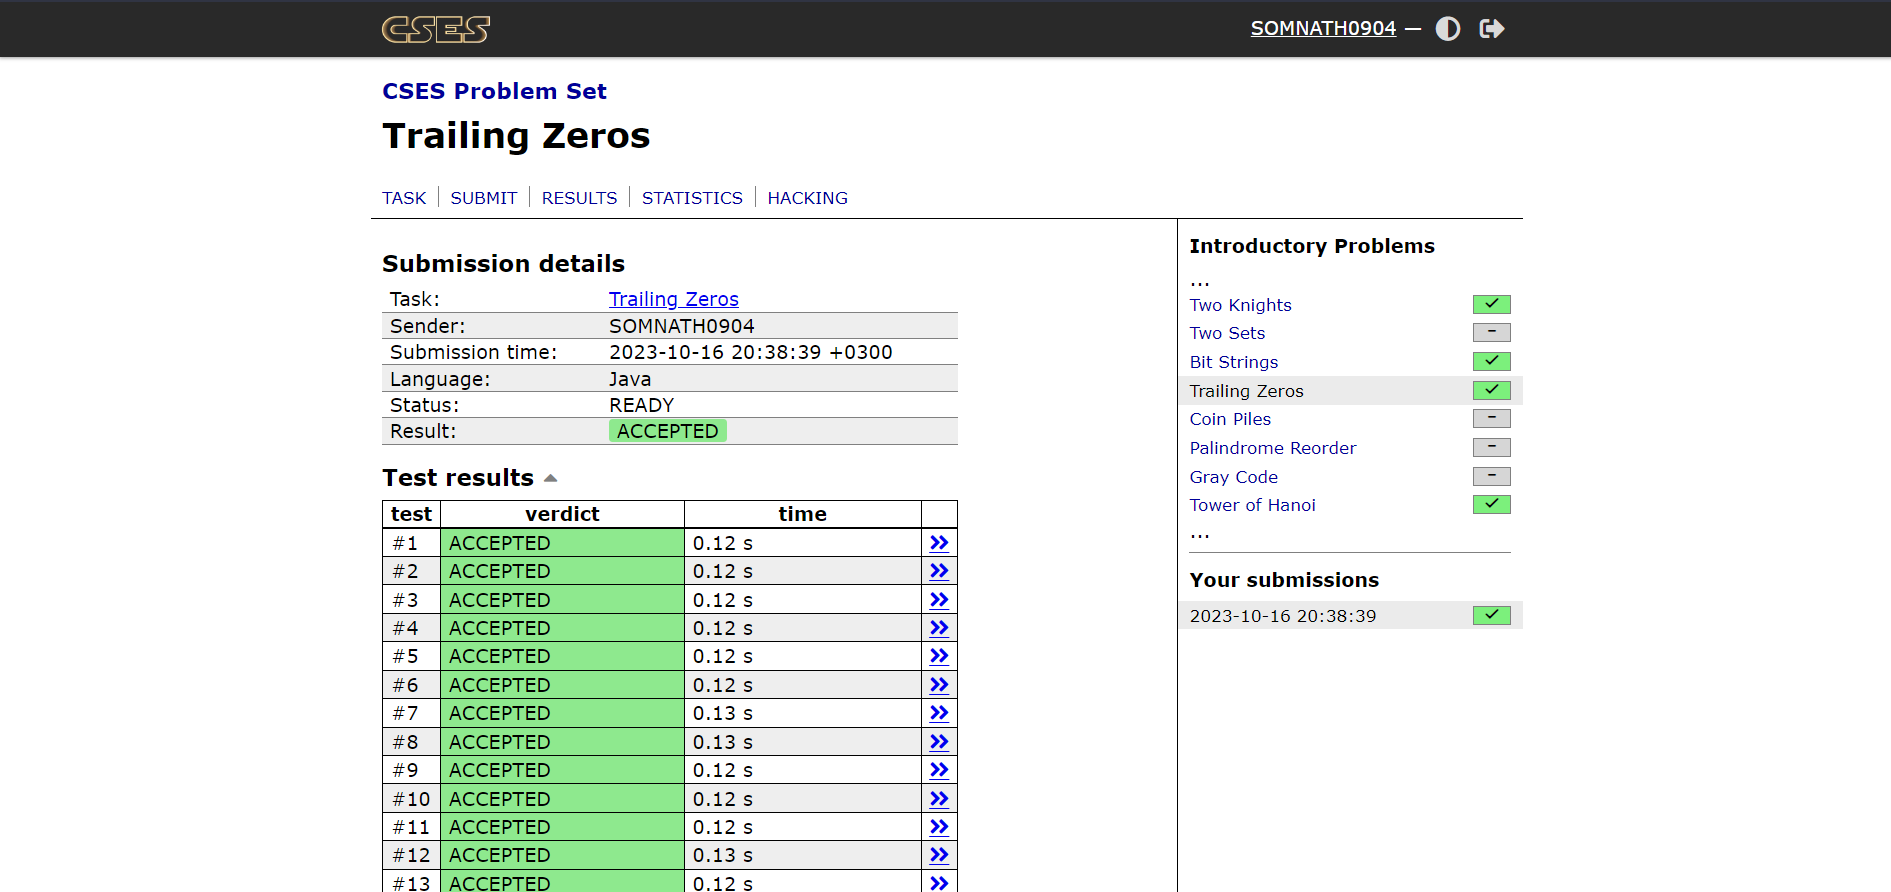 CSES
SOMNATH0904 —
CSES Problem Set
Trailing Zeros
TASK SUBMIT RESULTS STATISTICS HACKING
Submission details
Task: Trailing Zeros
Sender: SOMNATH0904
Submission time: 2023-10-16 20:38:39 +0300
Language: Java
Status: READY
Result: ACCEPTED
Test results
test verdict time
#1 ACCEPTED 0.12 s »
#2 ACCEPTED 0.12 s »
#3 ACCEPTED 0.12 s »
#4 ACCEPTED 0.12 s »
#5 ACCEPTED 0.12 s »
#6 ACCEPTED 0.12 s »
#7 ACCEPTED 0.13 s »
#8 ACCEPTED 0.13 s »
#9 ACCEPTED 0.12 s »
#10 ACCEPTED 0.12 s »
#11 ACCEPTED 0.12 s »
#12 ACCEPTED 0.13 s »
#13 ACCEPTED 0.12 s »
Introductory Problems
...
Two Knights ✓
Two Sets –
Bit Strings ✓
Trailing Zeros ✓
Coin Piles –
Palindrome Reorder –
Gray Code –
Tower of Hanoi ✓
...
Your submissions
2023-10-16 20:38:39 ✓